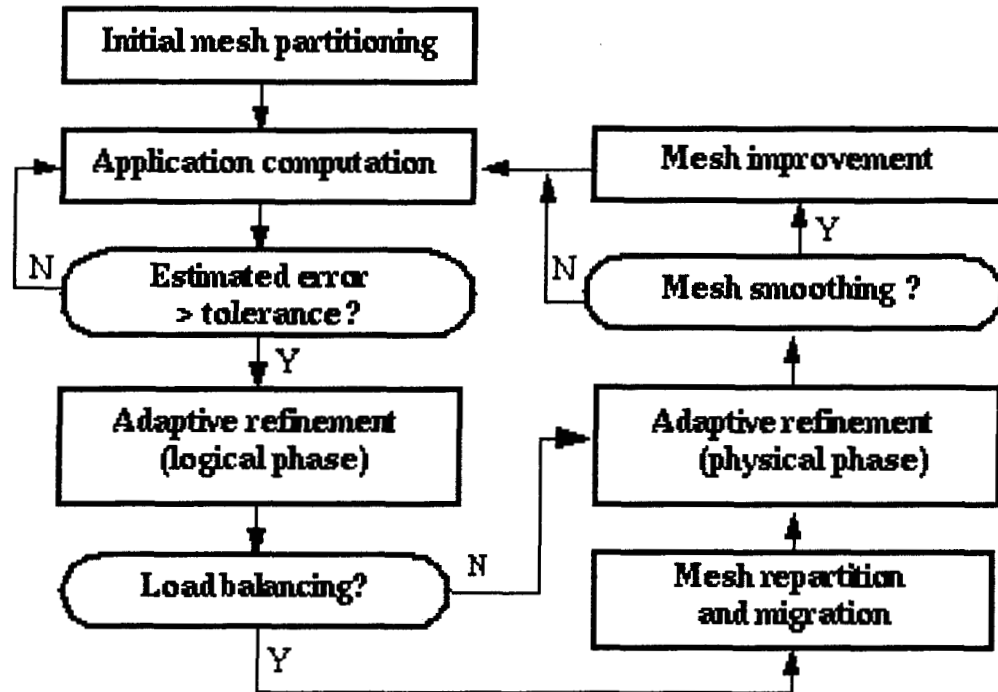 Initial mesh partitioning
Application computation
N
Estimated error
> tolerance?
Y
Adaptive refinement
(logical phase)
Load balancing?
N
Y
Mesh repartition
and migration
Adaptive refinement
(physical phase)
Mesh smoothing ?
N
Y
Mesh improvement